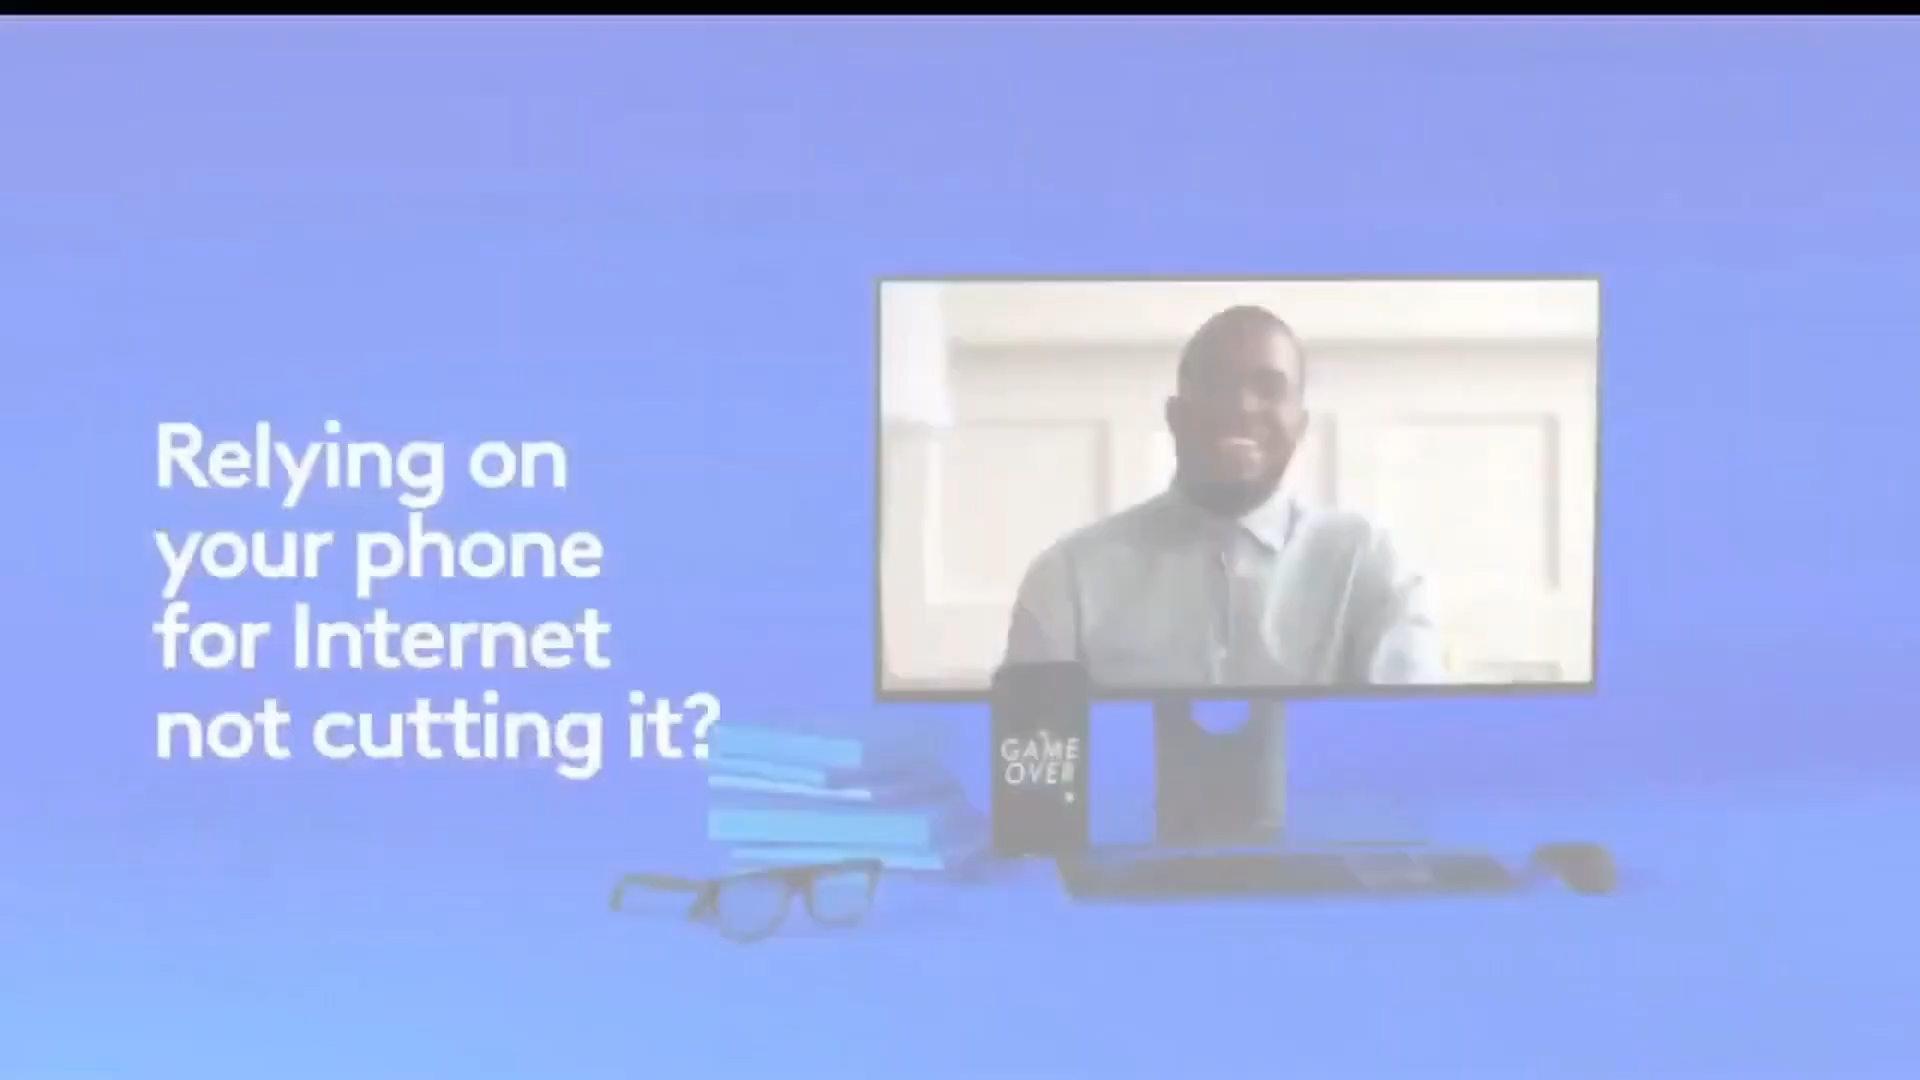 Relying on
your phone
for Internet
not cutting it?
GAME
OVER